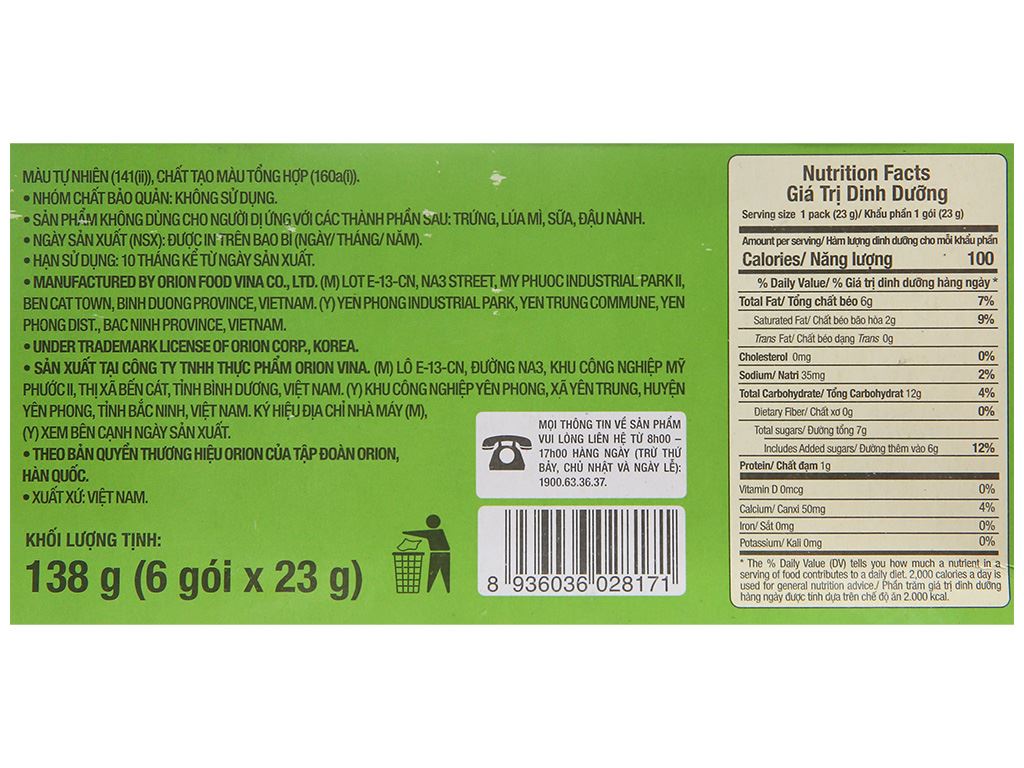 MÀU TỰ NHIÊN (141(ii)), CHẤT TẠO MÀU TỔNG HỢP (160a(i)).
• NHÓM CHẤT BẢO QUẢN: KHÔNG SỬ DỤNG.
• SẢN PHẨM KHÔNG DÙNG CHO NGƯỜI DỊ ỨNG VỚI CÁC THÀNH PHẦN SAU: TRỨNG, LÚA MÌ, SỮA, ĐẬU NÀNH.
• NGÀY SẢN XUẤT (NSX): ĐƯỢC IN TRÊN BAO BÌ (NGÀY/ THÁNG/ NĂM).
• HẠN SỬ DỤNG: 10 THÁNG KỂ TỪ NGÀY SẢN XUẤT.
• MANUFACTURED BY ORION FOOD VINA CO., LTD. (M) LOT E-13-CN, NA3 STREET, MY PHUOC INDUSTRIAL PARK II,
BEN CAT TOWN, BINH DUONG PROVINCE, VIETNAM. (Y) YEN PHONG INDUSTRIAL PARK, YEN TRUNG COMMUNE, YEN
PHONG DIST., BAC NINH PROVINCE, VIETNAM.
• UNDER TRADEMARK LICENSE OF ORION CORP., KOREA.
• SẢN XUẤT TẠI CÔNG TY TNHH THỰC PHẨM ORION VINA. (M) LÔ E-13-CN, ĐƯỜNG NA3, KHU CÔNG NGHIỆP MỸ
PHƯỚC II, THỊ XÃ BẾN CÁT, TỈNH BÌNH DƯƠNG, VIỆT NAM. (Y) KHU CÔNG NGHIỆP YÊN PHONG, XÃ YÊN TRUNG, HUYỆN
YÊN PHONG, TỈNH BẮC NINH, VIỆT NAM. KÝ HIỆU ĐỊA CHỈ NHÀ MÁY (M),
(Y) XEM BÊN CẠNH NGÀY SẢN XUẤT.
• THEO BẢN QUYỀN THƯƠNG HIỆU ORION CỦA TẬP ĐOÀN ORION,
HÀN QUỐC.
• XUẤT XỨ: VIỆT NAM.
KHỐI LƯỢNG TỊNH:
138 g (6 gói x 23 g)
MỌI THÔNG TIN VỀ SẢN PHẨM
VUI LÒNG LIÊN HỆ TỪ 8h00 –
17h00 HÀNG NGÀY (TRỪ THỨ
BẢY, CHỦ NHẬT VÀ NGÀY LỄ):
1900.63.36.37.
8 936036 028171
Nutrition Facts
Giá Trị Dinh Dưỡng
Serving size 1 pack (23 g)/ Khẩu phần 1 gói (23 g)
Amount per serving/ Hàm lượng dinh dưỡng cho mỗi khẩu phần
Calories/ Năng lượng 100
% Daily Value/ % Giá trị dinh dưỡng hàng ngày *
Total Fat/ Tổng chất béo 6g 7%
Saturated Fat/ Chất béo bão hòa 2g 9%
Trans Fat/ Chất béo dạng Trans 0g
Cholesterol 0mg 0%
Sodium/ Natri 35mg 2%
Total Carbohydrate/ Tổng Carbohydrat 12g 4%
Dietary Fiber/ Chất xơ 0g 0%
Total sugars/ Đường tổng 7g
Includes Added sugars/ Đường thêm vào 6g 12%
Protein/ Chất đạm 1g
Vitamin D 0mcg 0%
Calcium/ Canxi 50mg 4%
Iron/ Sắt 0mg 0%
Potassium/ Kali 0mg 0%
* The % Daily Value (DV) tells you how much a nutrient in a
serving of food contributes to a daily diet. 2,000 calories a day is
used for general nutrition advice./ Phần trăm giá trị dinh dưỡng
hàng ngày được tính dựa trên chế độ ăn 2.000 kcal.